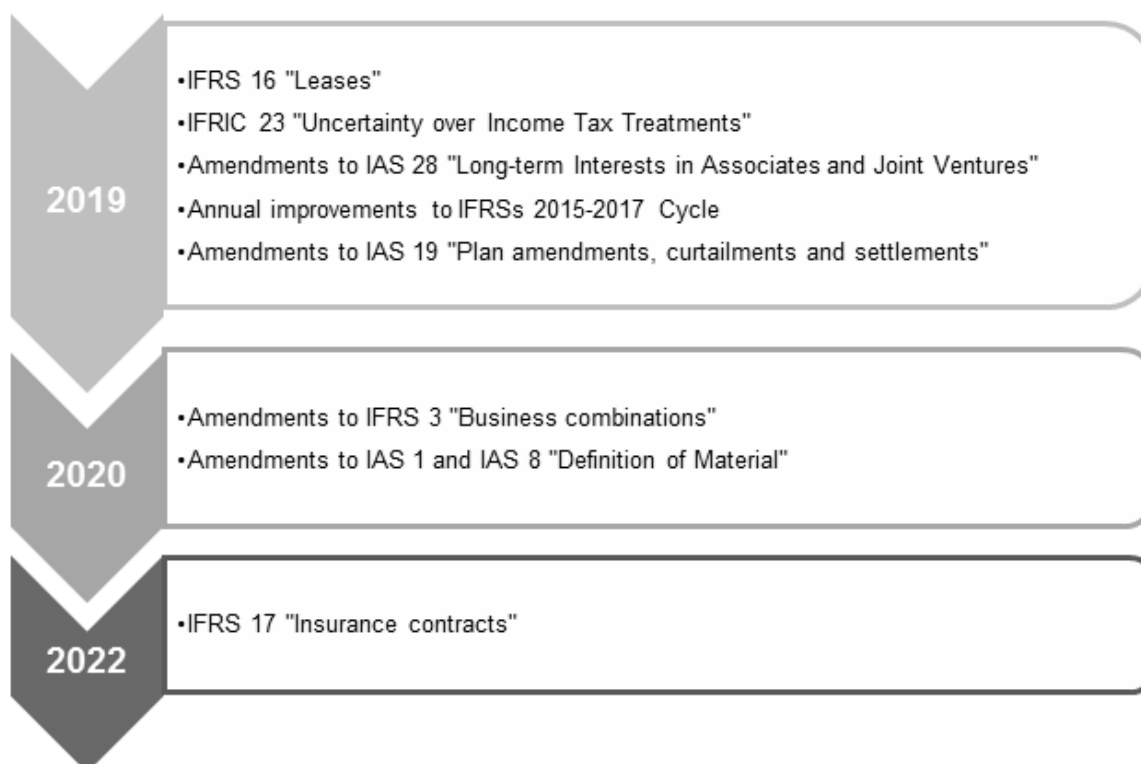 2019
•IFRS 16 "Leases"
•IFRIC 23 "Uncertainty over Income Tax Treatments"
•Amendments to IAS 28 "Long-term Interests in Associates and Joint Ventures"
•Annual improvements to IFRSs 2015-2017 Cycle
•Amendments to IAS 19 "Plan amendments, curtailments and settlements"
2020
•Amendments to IFRS 3 "Business combinations"
•Amendments to IAS 1 and IAS 8 "Definition of Material"
2022
•IFRS 17 "Insurance contracts"